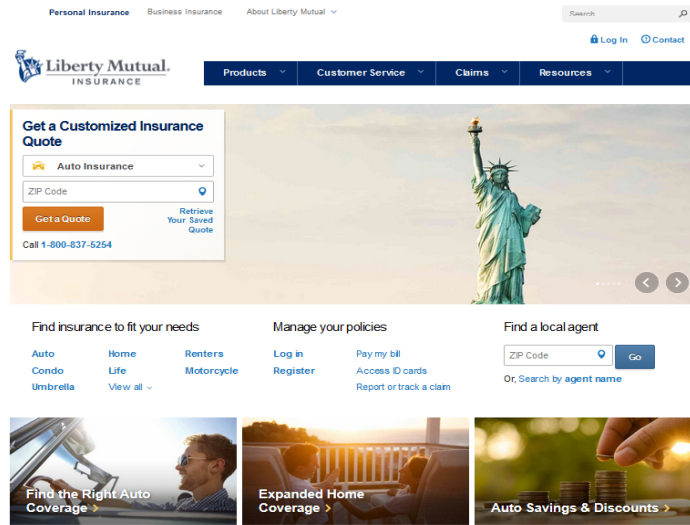 Personal Insurance Business Insurance About Liberty Mutual
Search
Log In Contact
Liberty Mutual.
INSURANCE
Products Customer Service Claims Resources
Get a Customized Insurance
Quote
Auto Insurance
ZIP Code
Get a Quote
Retrieve
Your Saved
Quote
Call 1-800-837-5254
Find insurance to fit your needs
Auto Home Renters
Condo Life Motorcycle
Umbrella View all
Manage your policies
Log in Pay my bill
Register Access ID cards
Report or track a claim
Find a local agent
ZIP Code Go
Or, Search by agent name
Find the Right Auto
Coverage >
Expanded Home
Coverage >
Auto Savings & Discounts >